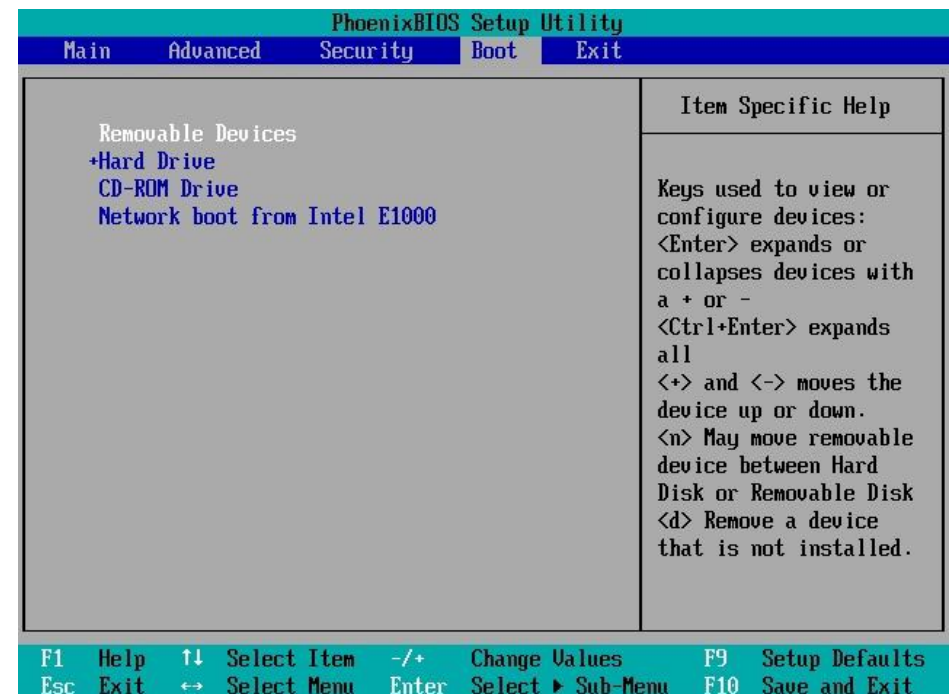 PhoenixBIOS Setup Utility
Main Advanced Security Boot Exit
Removable Devices
+Hard Drive
CD-ROM Drive
Network boot from Intel E1000
Item Specific Help
Keys used to view or
configure devices:
<Enter> expands or
collapses devices with
a + or -
<Ctrl+Enter> expands
all
<+> and <-> moves the
device up or down.
<n> May move removable
device between Hard
Disk or Removable Disk
<d> Remove a device
that is not installed.
F1 Help ↑↓ Select Item -/+ Change Values F9 Setup Defaults
Esc Exit ↔ Select Menu Enter Select ▶ Sub-Menu F10 Save and Exit